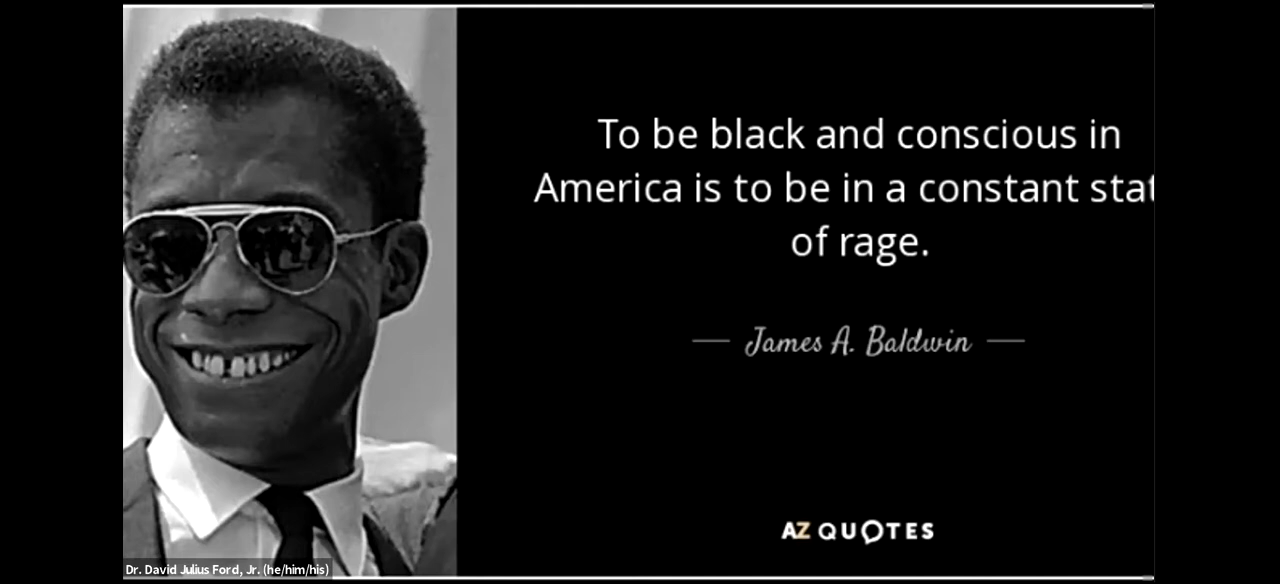 To be black and conscious in
America is to be in a constant stat
of rage.
James A. Baldwin
AZ QUOTES
Dr. David Julius Ford, Jr. (he/him/his)